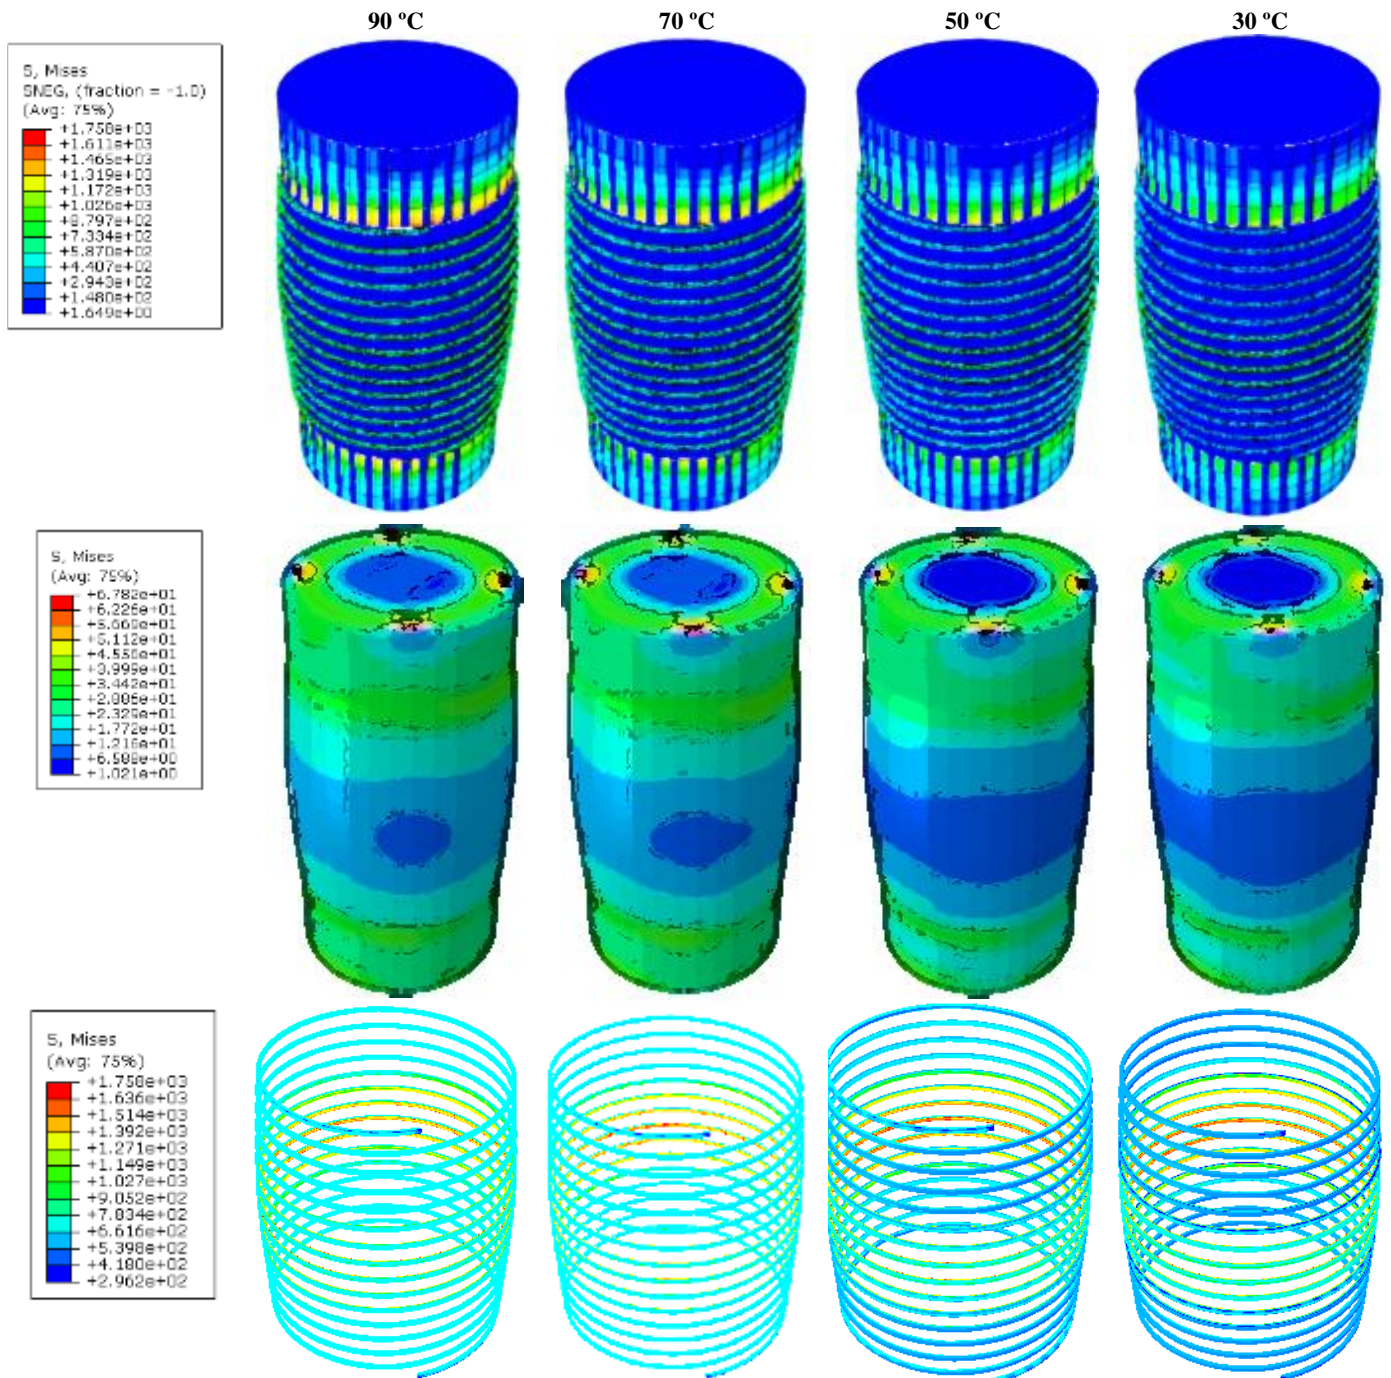 90 ºC 70 ºC 50 ºC 30 ºC
S, Mises
SNEG, (fraction = -1.0)
(Avg: 75%)
+1.758e+03
+1.611e+03
+1.465e+03
+1.319e+03
+1.172e+03
+1.026e+03
+8.797e+02
+7.334e+02
+5.870e+02
+4.407e+02
+2.943e+02
+1.480e+02
+1.649e+00
S, Mises
(Avg: 75%)
+6.782e+01
+6.226e+01
+5.669e+01
+5.112e+01
+4.556e+01
+3.999e+01
+3.442e+01
+2.886e+01
+2.329e+01
+1.772e+01
+1.216e+01
+6.588e+00
+1.021e+00
S, Mises
(Avg: 75%)
+1.758e+03
+1.636e+03
+1.514e+03
+1.392e+03
+1.271e+03
+1.149e+03
+1.027e+03
+9.052e+02
+7.834e+02
+6.616e+02
+5.398e+02
+4.180e+02
+2.962e+02